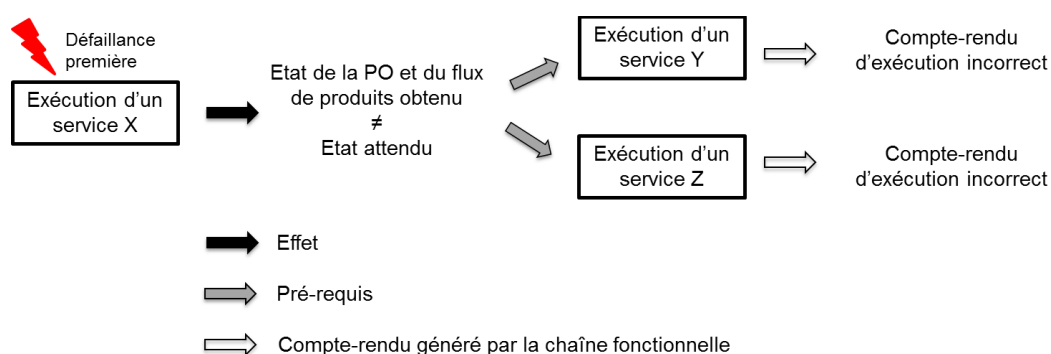 Défaillance
première
Exécution d'un
service X
Etat de la PO et du flux
de produits obtenu
≠
Etat attendu
Exécution d'un
service Y
Compte-rendu
d'exécution incorrect
Exécution d'un
service Z
Compte-rendu
d'exécution incorrect
Effet
Pré-requis
Compte-rendu généré par la chaîne fonctionnelle